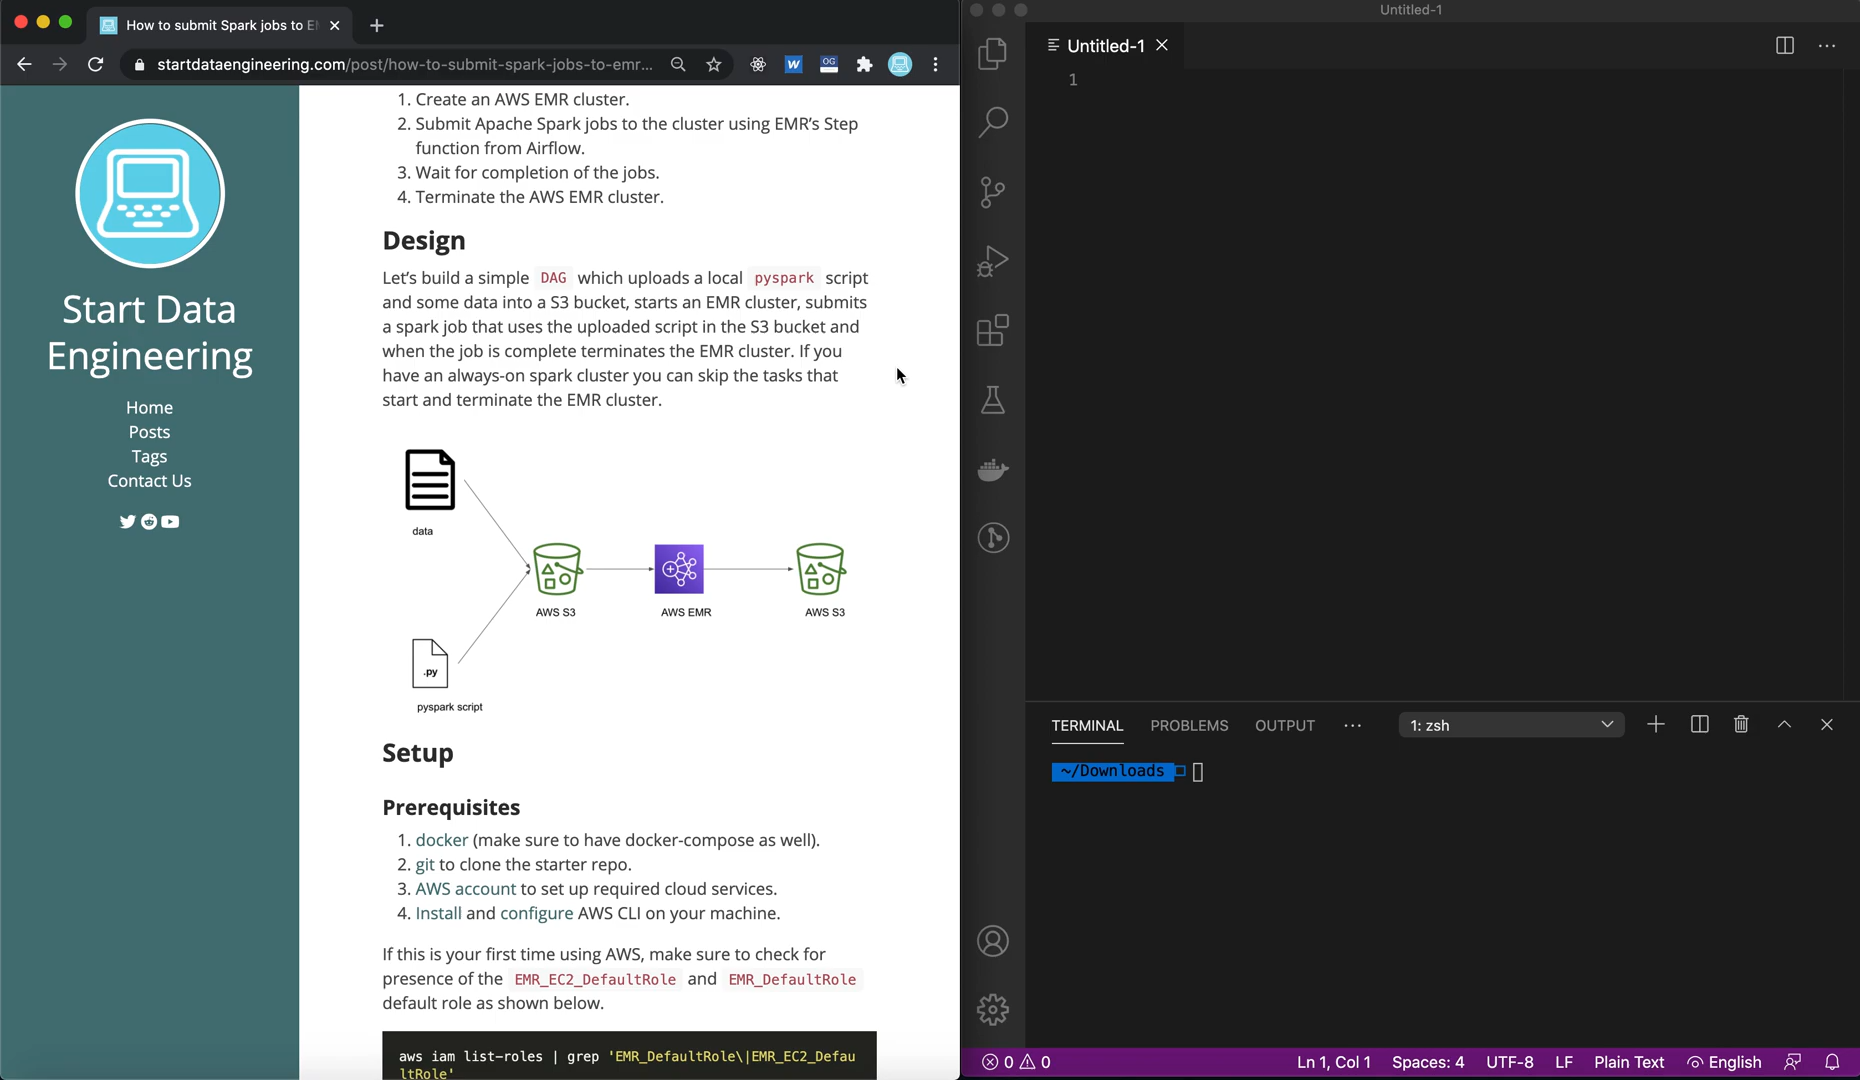 How to submit Spark jobs to E
startdataengineering.com/post/how-to-submit-spark-jobs-to-emr...
Start Data
Engineering
Home
Posts
Tags
Contact Us
1. Create an AWS EMR cluster.
2. Submit Apache Spark jobs to the cluster using EMR's Step
function from Airflow.
3. Wait for completion of the jobs.
4. Terminate the AWS EMR cluster.
Design
Let's build a simple DAG which uploads a local pyspark script
and some data into a S3 bucket, starts an EMR cluster, submits
a spark job that uses the uploaded script in the S3 bucket and
when the job is complete terminates the EMR cluster. If you
have an always-on spark cluster you can skip the tasks that
start and terminate the EMR cluster.
data
AWS S3
AWS EMR
AWS S3
.py
pyspark script
Setup
Prerequisites
1. docker (make sure to have docker-compose as well).
2. git to clone the starter repo.
3. AWS account to set up required cloud services.
4. Install and configure AWS CLI on your machine.
If this is your first time using AWS, make sure to check for
presence of the EMR_EC2_DefaultRole and EMR_DefaultRole
default role as shown below.
aws iam list-roles | grep 'EMR_DefaultRole\|EMR_EC2_Defau
ltRole'
Untitled-1
Untitled-1
1
TERMINAL PROBLEMS OUTPUT ... 1: zsh
~/Downloads
0 0 Ln 1, Col 1 Spaces: 4 UTF-8 LF Plain Text English
W
OG